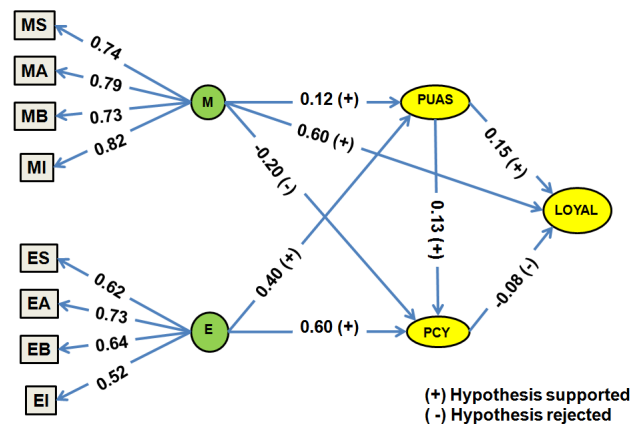 MS
0.74
MA
0.79
MB
0.73
MI
0.82
M
0.12 (+)
PUAS
0.60 (+)
0.15 (+)
-0.20 (-)
0.13 (+)
LOYAL
ES
0.62
EA
0.73
EB
0.64
EI
0.52
E
0.40 (+)
0.60 (+)
PCY
-0.08 (-)
(+) Hypothesis supported
( -) Hypothesis rejected